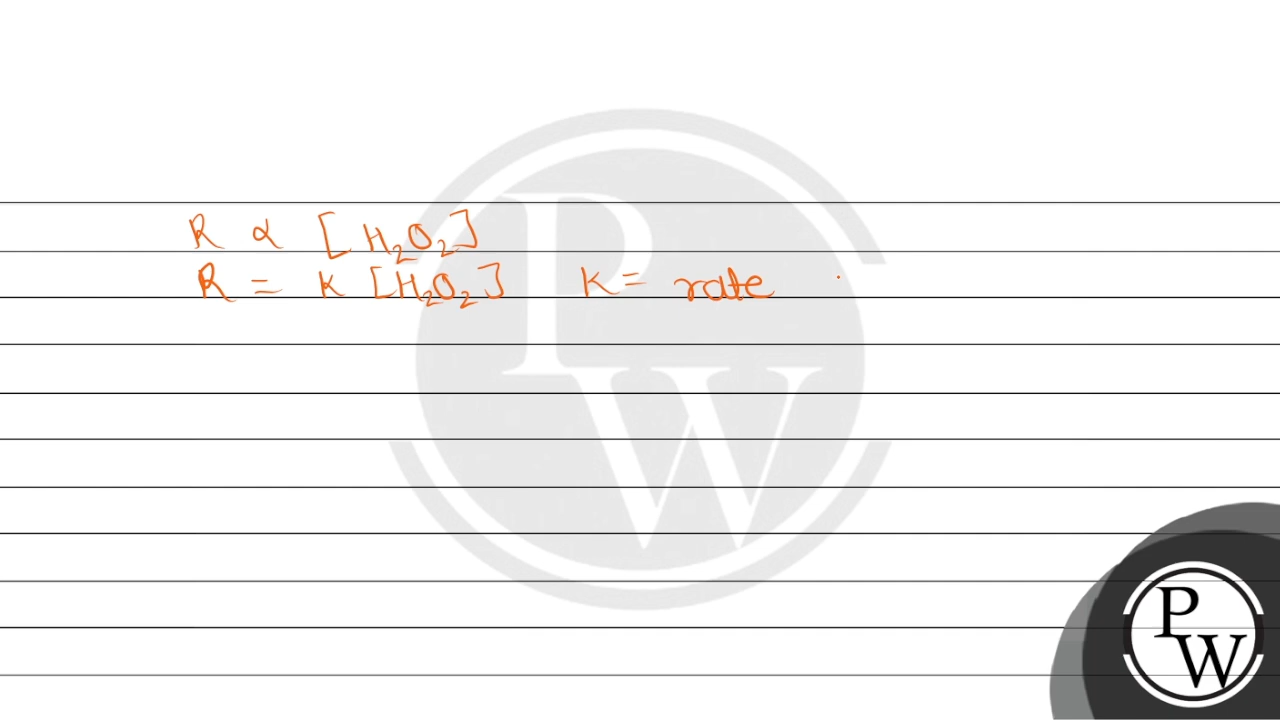 R ∝ [H₂O₂]
R = K [H₂O₂] K = rate
P
W
P
W